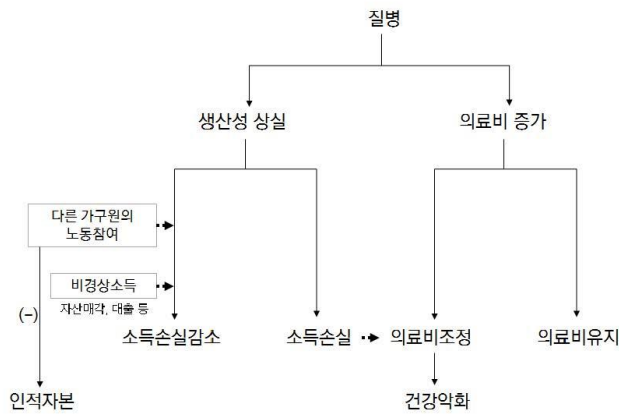 질병
생산성 상실
의료비 증가
다른 가구원의
노동참여
비경상소득
자산매각, 대출 등
(-)
소득손실감소
소득손실
의료비조정
의료비유지
인적자본
건강악화